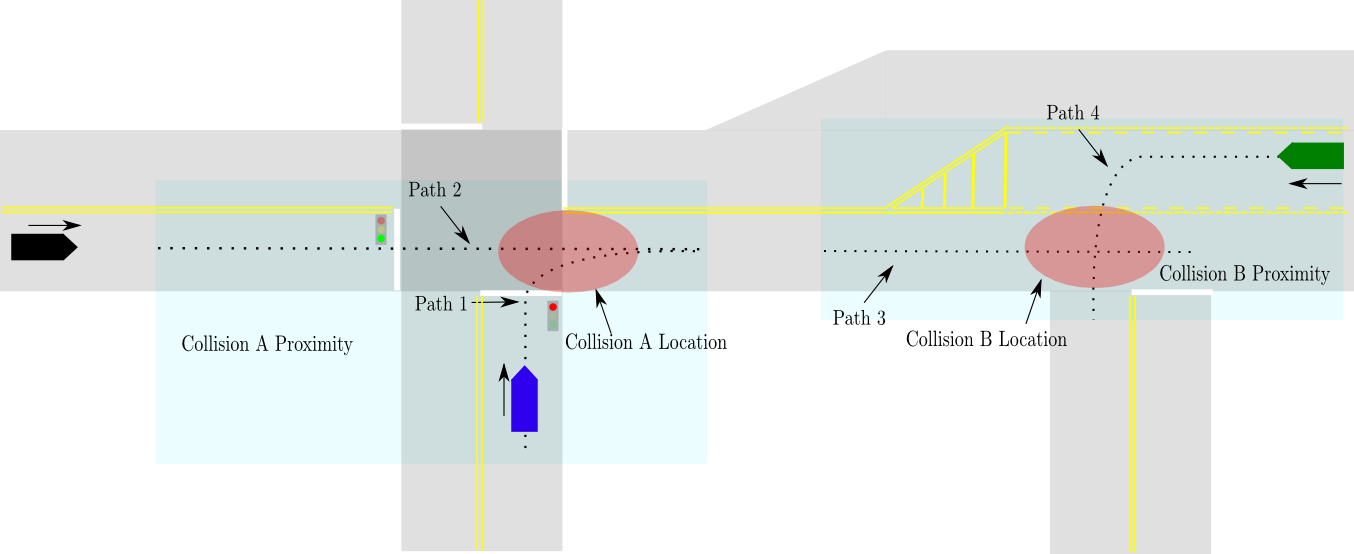 Path 4
Path 2
Collision B Proximity
Path 1
Path 3
Collision A Proximity
Collision A Location
Collision B Location